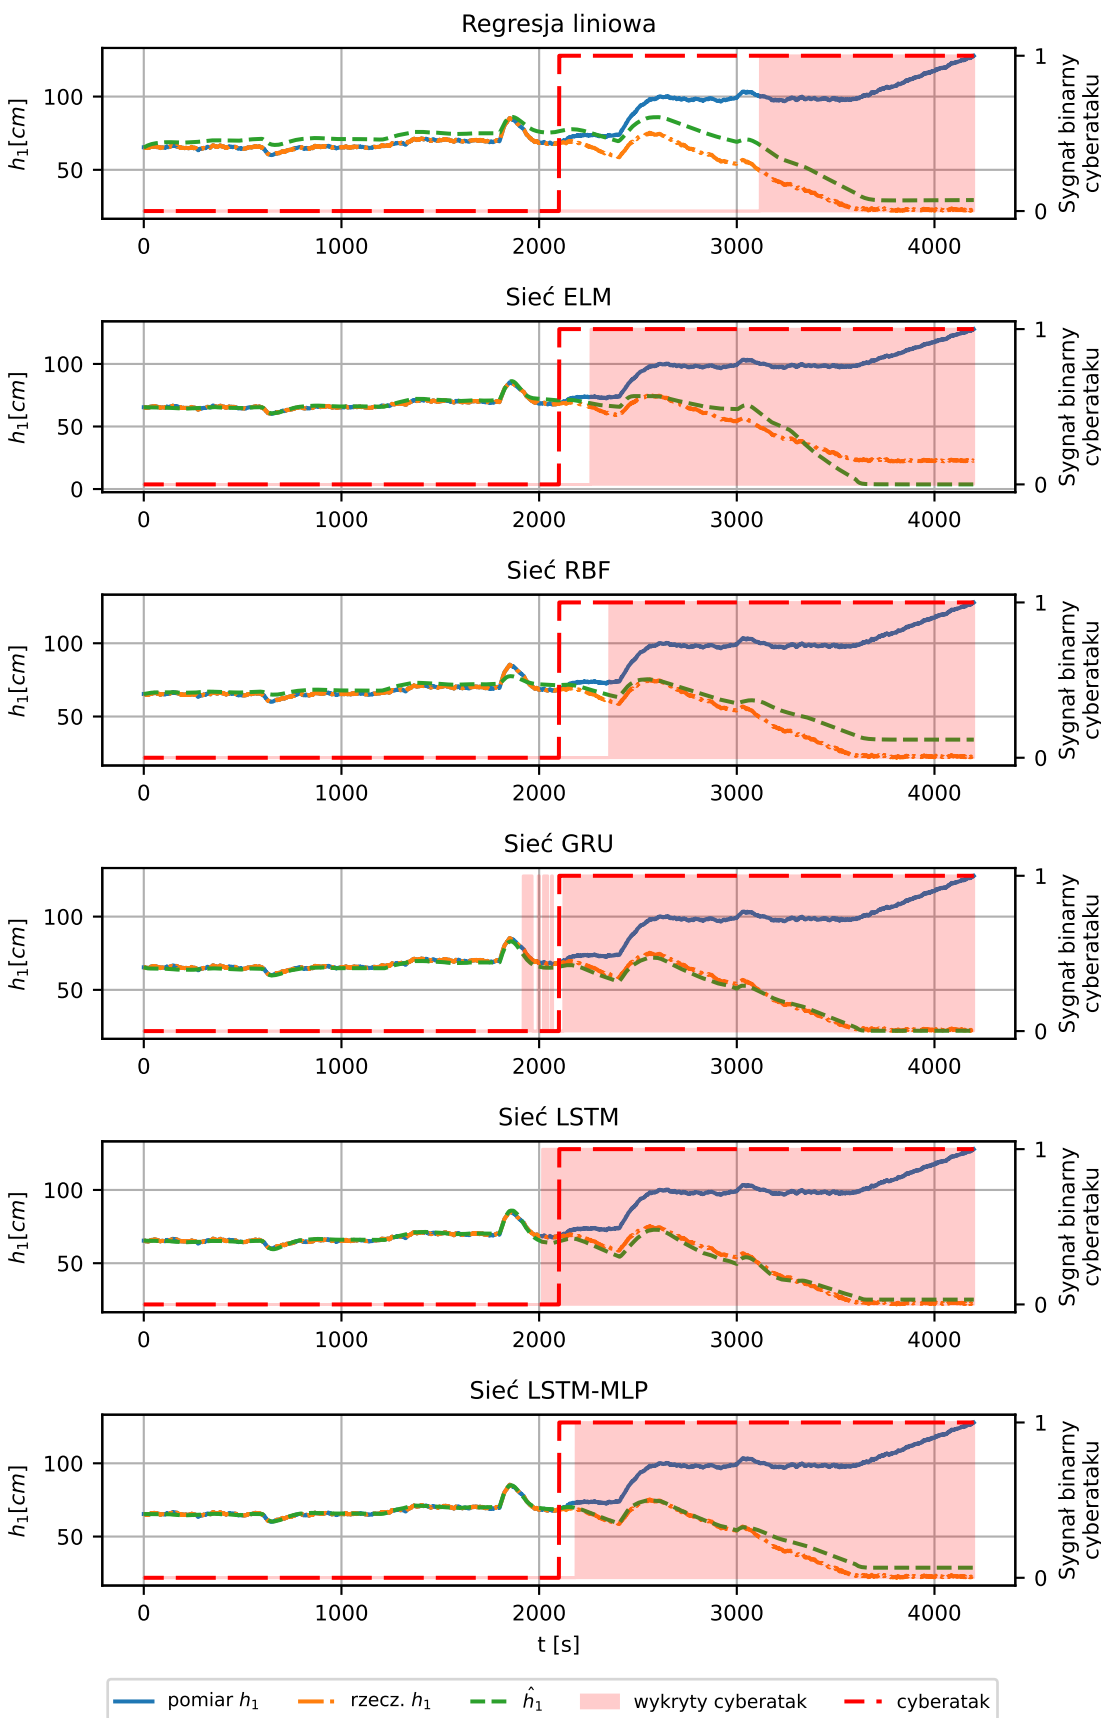 Regresja liniowa
h₁[cm]
100
50
0 1000 2000 3000 4000
1
0
Sygnał binarny
cyberataku
Sieć ELM
h₁[cm]
100
50
0
0 1000 2000 3000 4000
1
0
Sygnał binarny
cyberataku
Sieć RBF
h₁[cm]
100
50
0 1000 2000 3000 4000
1
0
Sygnał binarny
cyberataku
Sieć GRU
h₁[cm]
100
50
0 1000 2000 3000 4000
1
0
Sygnał binarny
cyberataku
Sieć LSTM
h₁[cm]
100
50
0 1000 2000 3000 4000
1
0
Sygnał binarny
cyberataku
Sieć LSTM-MLP
h₁[cm]
100
50
0 1000 2000 3000 4000
1
0
Sygnał binarny
cyberataku
t [s]
pomiar h₁ rzecz. h₁ ĥ₁ wykryty cyberatak cyberatak